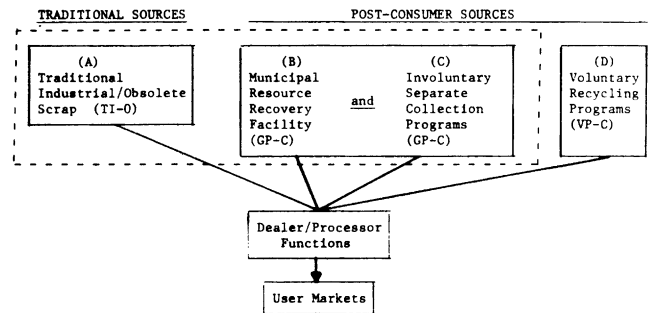 TRADITIONAL SOURCES
POST-CONSUMER SOURCES
(A)
Traditional
Industrial/Obsolete
Scrap (TI-O)
(B)
Municipal
Resource
Recovery
Facility
(GP-C)
and
(C)
Involuntary
Separate
Collection
Programs
(GP-C)
(D)
Voluntary
Recycling
Programs
(VP-C)
Dealer/Processor
Functions
User Markets